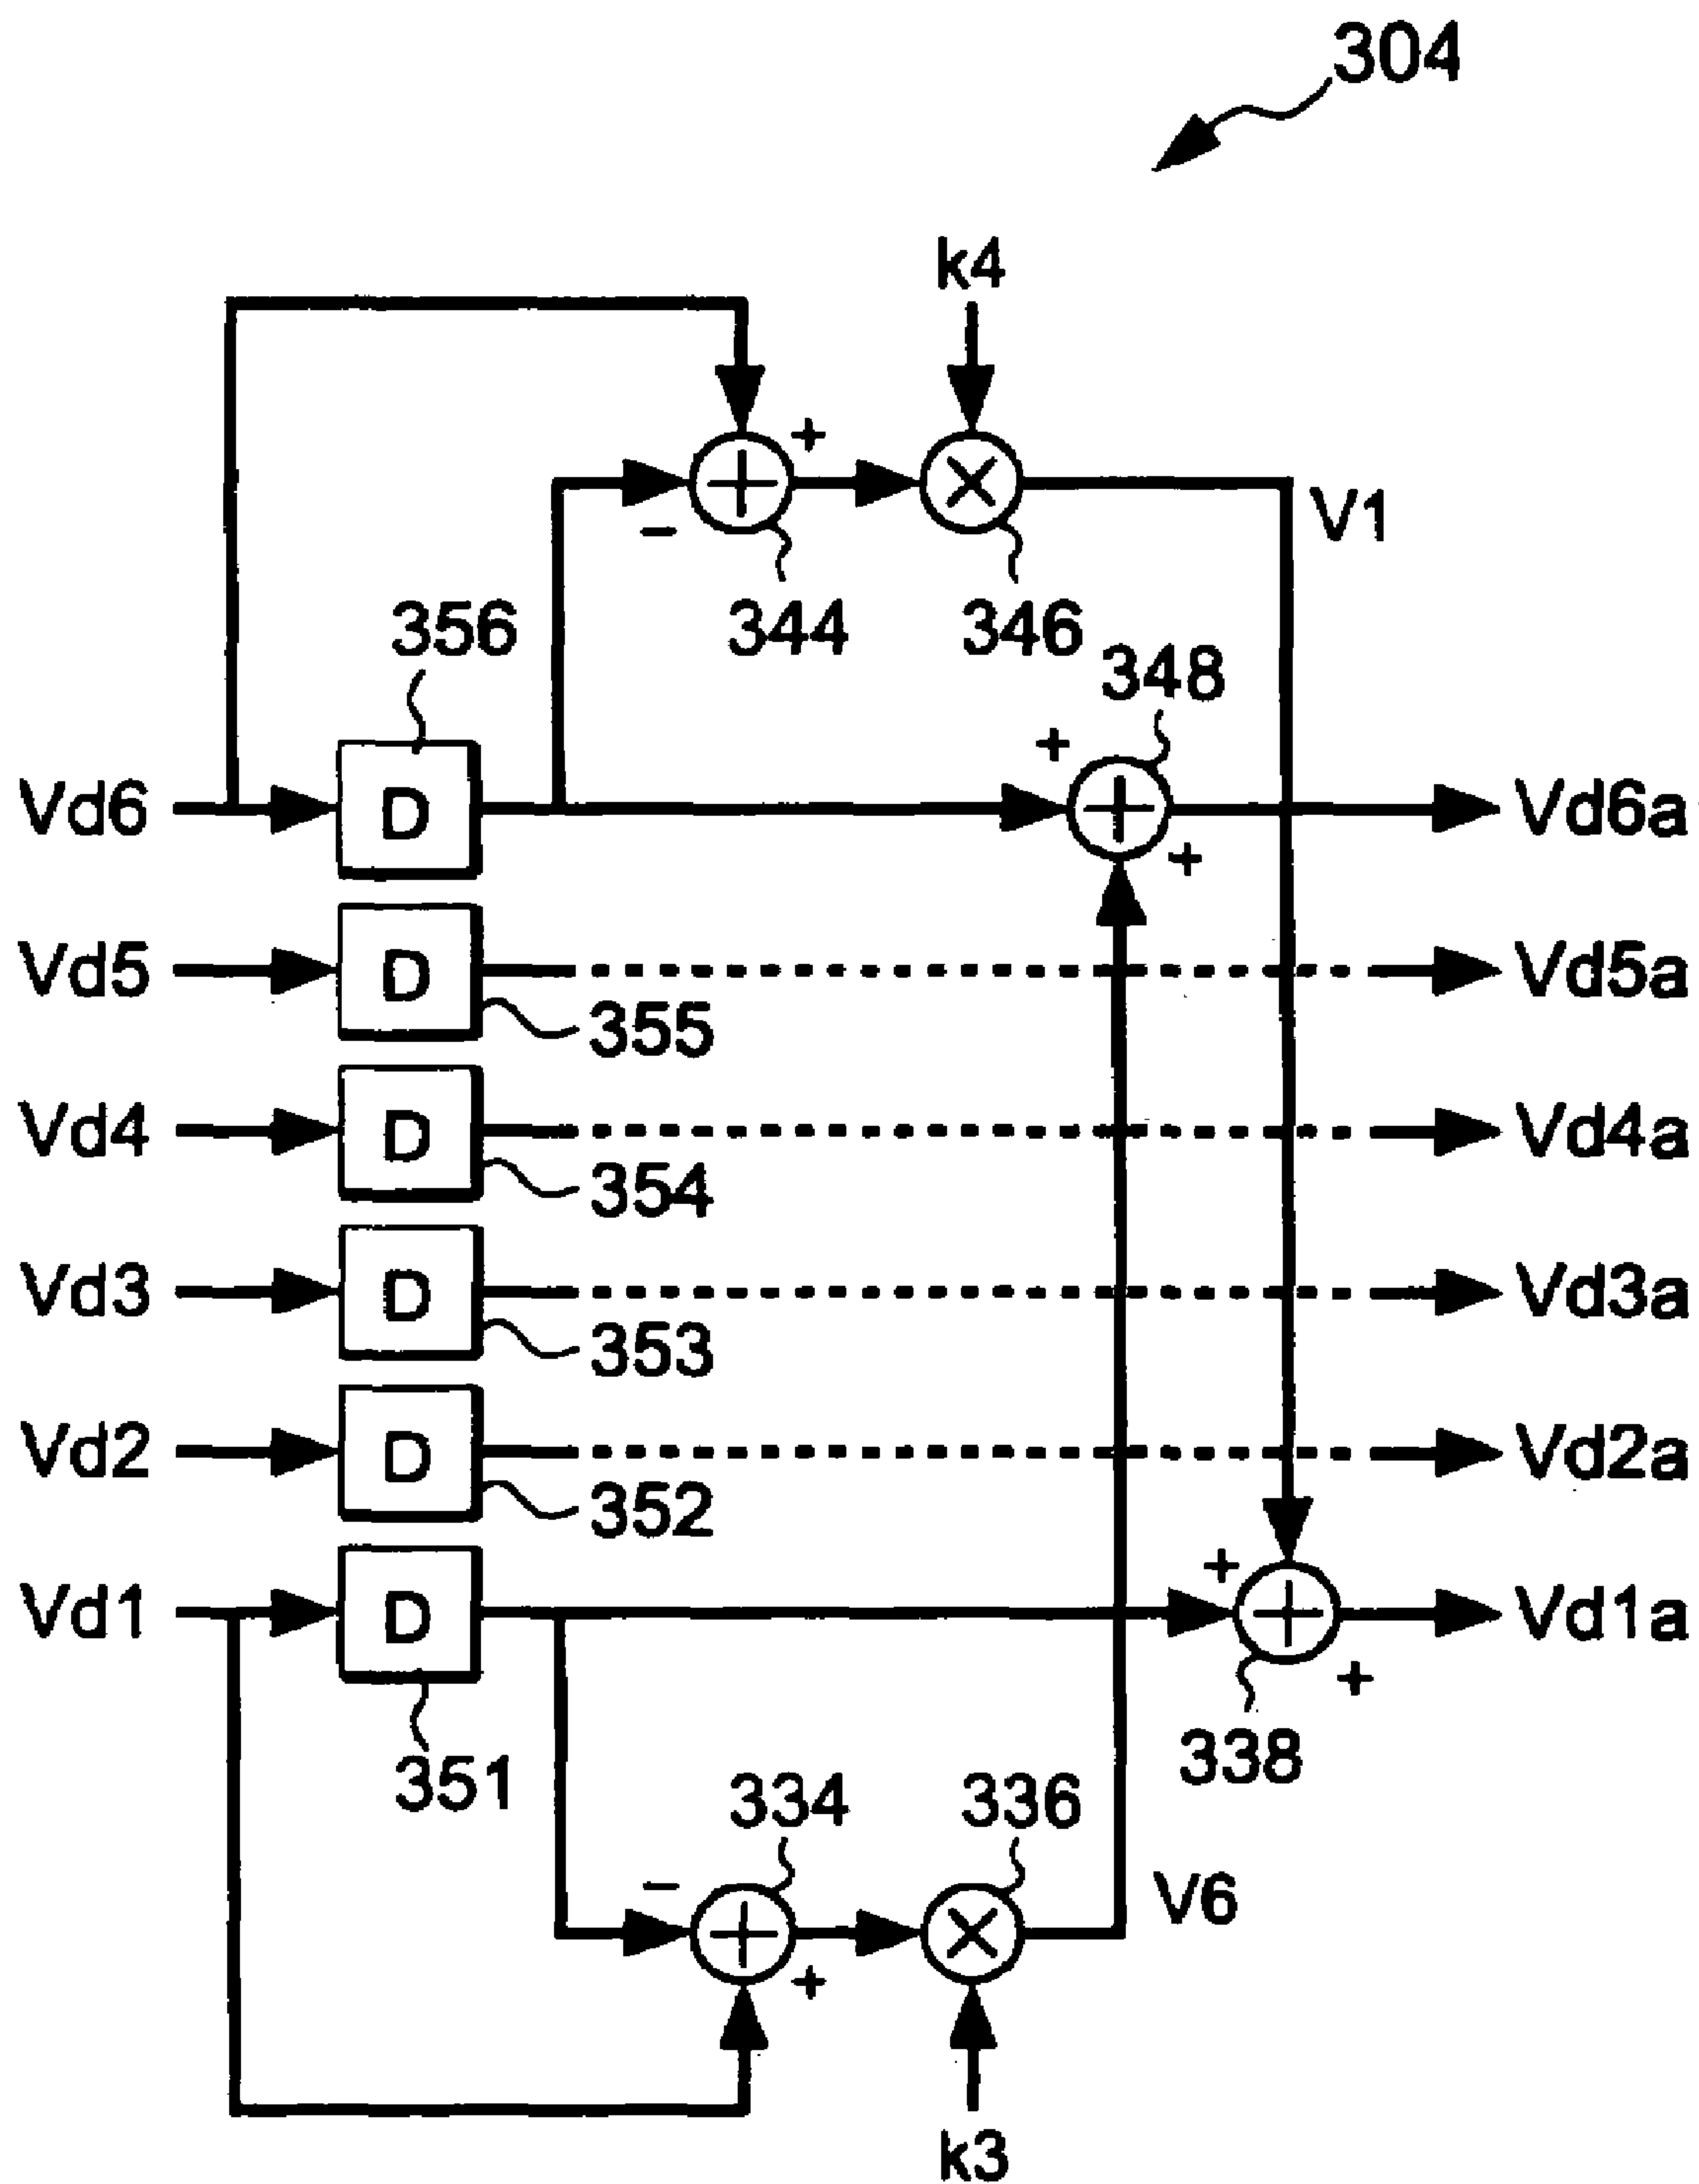 304
k4
+
−
V1
356
344
346
348
+
Vd6
D
Vd6a
+
Vd5
D
Vd5a
355
Vd4
D
Vd4a
354
Vd3
D
Vd3a
353
Vd2
D
Vd2a
352
+
Vd1
D
Vd1a
+
351
338
334
336
−
V6
+
k3